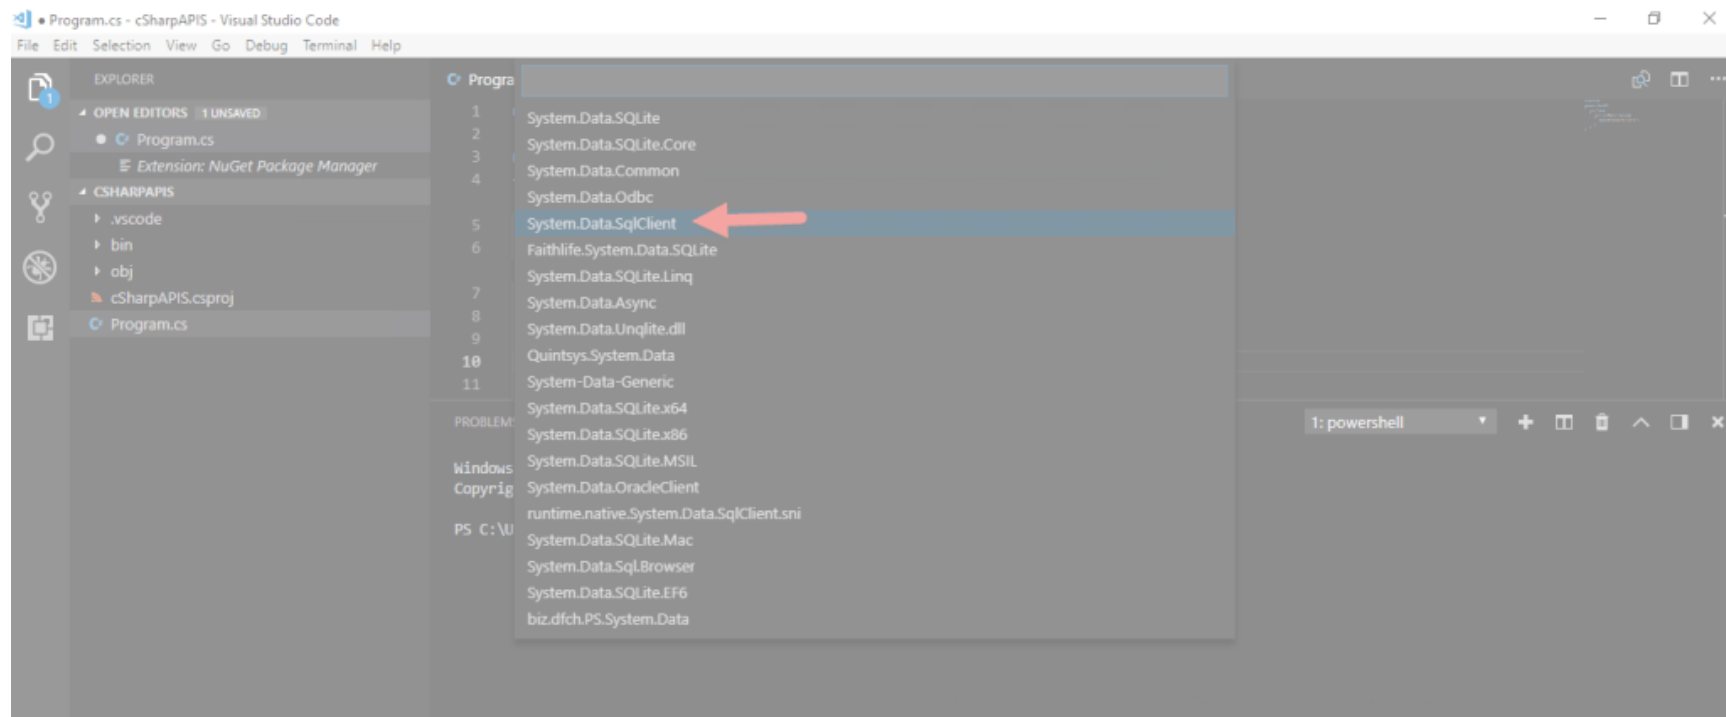 ● Program.cs - cSharpAPIS - Visual Studio Code
File Edit Selection View Go Debug Terminal Help
EXPLORER
OPEN EDITORS 1 UNSAVED
Program.cs
Extension: NuGet Package Manager
CSHARPAPIS
.vscode
bin
obj
cSharpAPIS.csproj
Program.cs
1
Progra
1
2
3
4
5
6
7
8
9
10
11
System.Data.SQLite
System.Data.SQLite.Core
System.Data.Common
System.Data.Odbc
System.Data.SqlClient
Faithlife.System.Data.SQLite
System.Data.SQLite.Linq
System.Data.Async
System.Data.Unqlite.dll
Quintsys.System.Data
System-Data-Generic
System.Data.SQLite.x64
System.Data.SQLite.x86
System.Data.SQLite.MSIL
System.Data.OracleClient
runtime.native.System.Data.SqlClient.sni
System.Data.SQLite.Mac
System.Data.Sql.Browser
System.Data.SQLite.EF6
biz.dfch.PS.System.Data
PROBLEM
1: powershell
Windows
Copyrig
PS C:\U